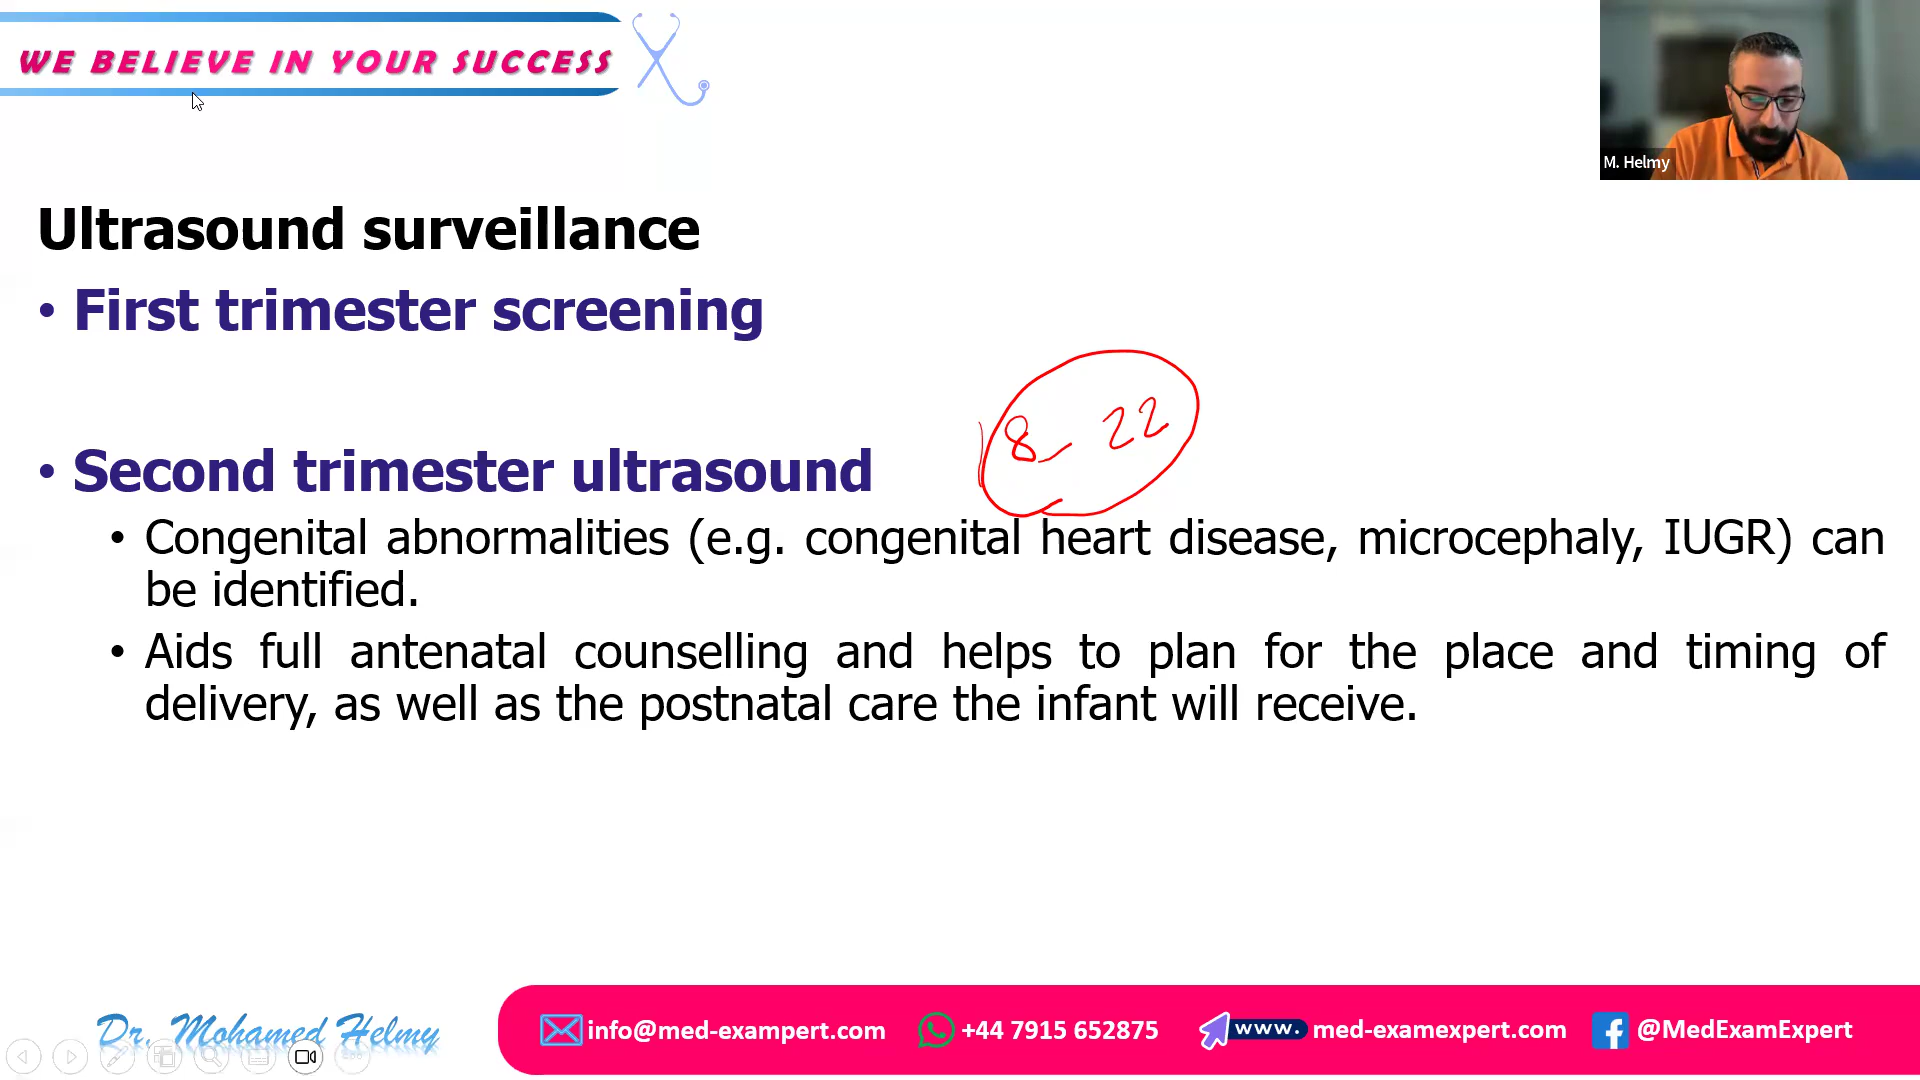 WE BELIEVE IN YOUR SUCCESS
M. Helmy
Ultrasound surveillance
• First trimester screening
18- 22
• Second trimester ultrasound
• Congenital abnormalities (e.g. congenital heart disease, microcephaly, IUGR) can
be identified.
• Aids full antenatal counselling and helps to plan for the place and timing of
delivery, as well as the postnatal care the infant will receive.
Dr. Mohamed Helmy
info@med-exampert.com
+44 7915 652875
www. med-examexpert.com
@MedExamExpert